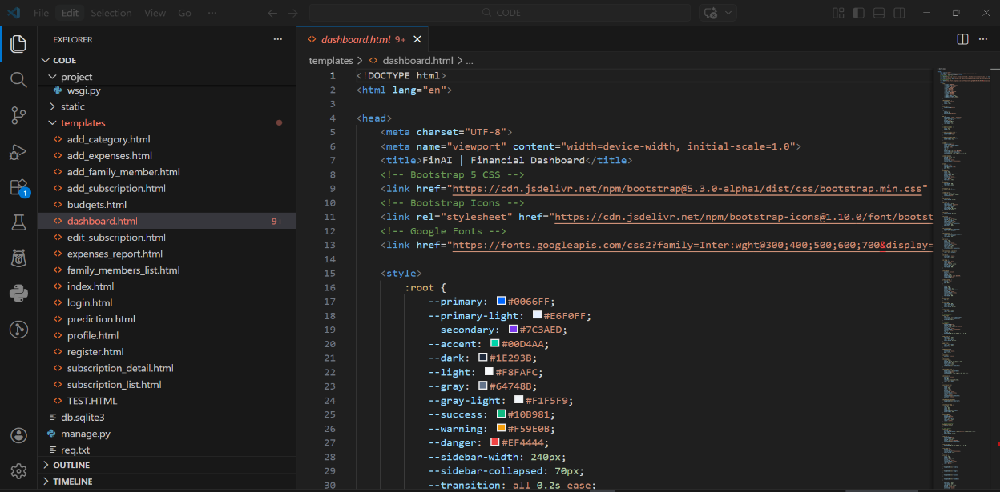 File Edit Selection View Go ···
CODE
EXPLORER ···
CODE
project
wsgi.py
static
templates
add_category.html
add_expenses.html
add_family_member.html
add_subscription.html
budgets.html
dashboard.html 9+
edit_subscription.html
expenses_report.html
family_members_list.html
index.html
login.html
prediction.html
profile.html
register.html
subscription_detail.html
subscription_list.html
TEST.HTML
db.sqlite3
manage.py
req.txt
OUTLINE
TIMELINE
1
dashboard.html 9+
templates > dashboard.html > ...
1 <!DOCTYPE html>
2 <html lang="en">
3
4 <head>
5 <meta charset="UTF-8">
6 <meta name="viewport" content="width=device-width, initial-scale=1.0">
7 <title>FinAI | Financial Dashboard</title>
8 <!-- Bootstrap 5 CSS -->
9 <link href="https://cdn.jsdelivr.net/npm/bootstrap@5.3.0-alpha1/dist/css/bootstrap.min.css"
10 <!-- Bootstrap Icons -->
11 <link rel="stylesheet" href="https://cdn.jsdelivr.net/npm/bootstrap-icons@1.10.0/font/bootst
12 <!-- Google Fonts -->
13 <link href="https://fonts.googleapis.com/css2?family=Inter:wght@300;400;500;600;700&display=
14
15 <style>
16 :root {
17 --primary: #0066FF;
18 --primary-light: #E6F0FF;
19 --secondary: #7C3AED;
20 --accent: #00D4AA;
21 --dark: #1E293B;
22 --light: #F8FAFC;
23 --gray: #64748B;
24 --gray-light: #F1F5F9;
25 --success: #10B981;
26 --warning: #F59E0B;
27 --danger: #EF4444;
28 --sidebar-width: 240px;
29 --sidebar-collapsed: 70px;
30 --transition: all 0.2s ease;